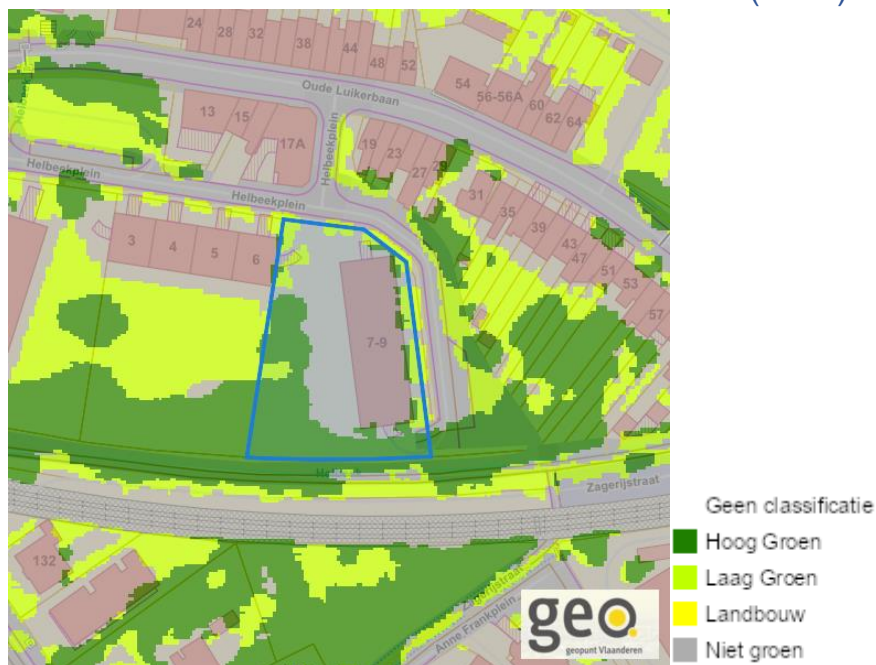 24
28
32
38
44
48
52
54
56-56A
60
62
64
Oude Luikerbaan
13
15
17A
Helbeekplein
19
23
27
29
Helbeekplein
Helbeekplein
31
35
39
43
47
51
53
57
3
4
5
6
7-9
Zagerijstraat
132
Zagerijstraat
Anne Frankplein
geo
geopunt Vlaanderen
Geen classificatie
Hoog Groen
Laag Groen
Landbouw
Niet groen